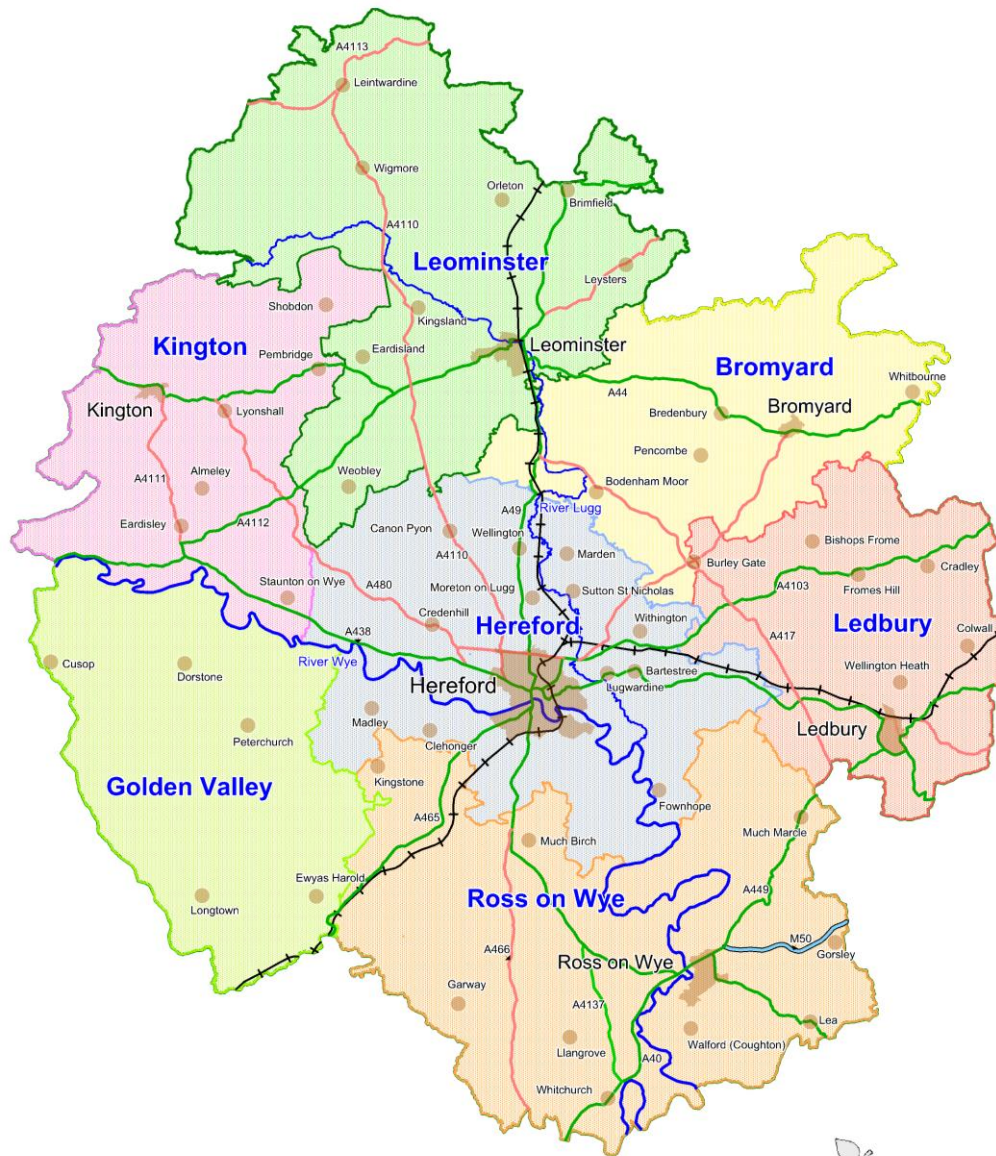 A4113
Leintwardine
Wigmore
Orleton
Brimfield
A4110
Leominster
Leysters
Shobdon
Kingsland
Kington
Eardisland
Leominster
Pembridge
Bromyard
Whitbourne
A44
Kington
Lyonshall
Bredenbury
Bromyard
Pencombe
Almeley
Weobley
A4111
Bodenham Moor
River Lugg
A49
Eardisley
A4112
Canon Pyon
Wellington
Bishops Frome
A4110
Marden
Burley Gate
Cradley
A4103
Fromes Hill
Staunton on Wye
A480
Moreton on Lugg
Sutton St Nicholas
Credenhill
Hereford
Withington
Ledbury
A438
A417
Colwall
Cusop
River Wye
Dorstone
Bartestree
Wellington Heath
Hereford
Lugwardine
Madley
Peterchurch
Clehonger
Ledbury
Kingstone
Golden Valley
Fownhope
A465
Much Marcle
Much Birch
Ewyas Harold
Longtown
Ross on Wye
A449
M50
A466
Gorsley
Ross on Wye
Garway
A4137
Lea
Llangrove
Walford (Coughton)
A40
Whitchurch